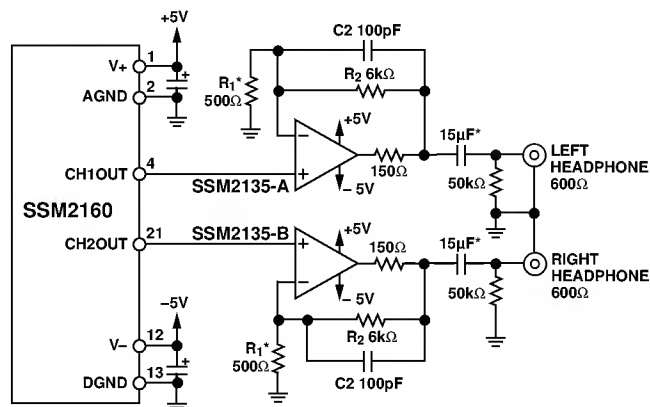 +5V
C2 100pF
V+
1
R₁*
500Ω
R₂ 6kΩ
AGND
2
+5V
15µF*
LEFT
HEADPHONE
600Ω
CH1OUT
4
150Ω
50kΩ
SSM2135-A
– 5V
SSM2160
CH2OUT
21
SSM2135-B
+5V
150Ω
15µF*
RIGHT
HEADPHONE
600Ω
– 5V
50kΩ
–5V
V–
12
R₁*
500Ω
R₂ 6kΩ
DGND
13
C2 100pF